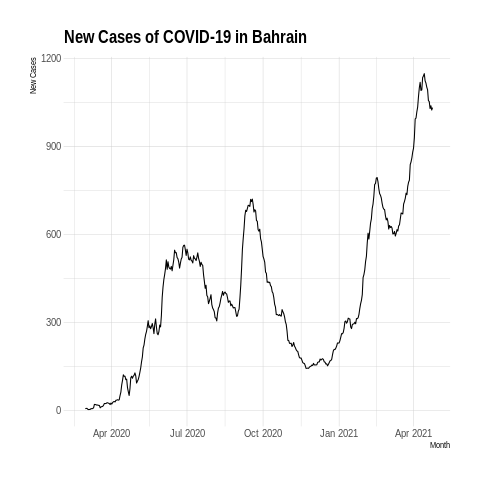 New Cases of COVID-19 in Bahrain
New Cases
1200
900
600
300
0
Apr 2020 Jul 2020 Oct 2020 Jan 2021 Apr 2021
Month